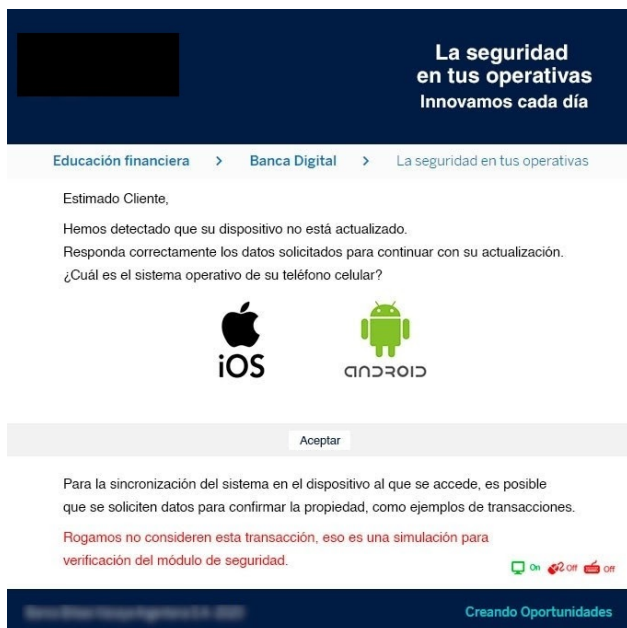 La seguridad
en tus operativas
Innovamos cada día
Educación financiera > Banca Digital > La seguridad en tus operativas
Estimado Cliente,
Hemos detectado que su dispositivo no está actualizado.
Responda correctamente los datos solicitados para continuar con su actualización.
¿Cuál es el sistema operativo de su teléfono celular?
iOS ANDROID
Aceptar
Para la sincronización del sistema en el dispositivo al que se accede, es posible
que se soliciten datos para confirmar la propiedad, como ejemplos de transacciones.
Rogamos no consideren esta transacción, eso es una simulación para
verificación del módulo de seguridad.
On 2 Off Off
Creando Oportunidades